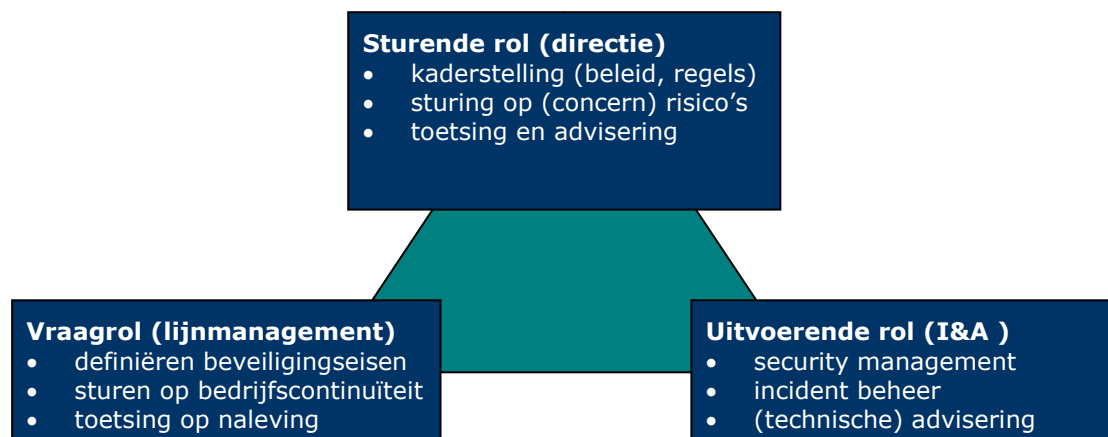 Sturende rol (directie)
• kaderstelling (beleid, regels)
• sturing op (concern) risico’s
• toetsing en advisering
Vraagrol (lijnmanagement)
• definiëren beveiligingseisen
• sturen op bedrijfscontinuïteit
• toetsing op naleving
Uitvoerende rol (I&A )
• security management
• incident beheer
• (technische) advisering